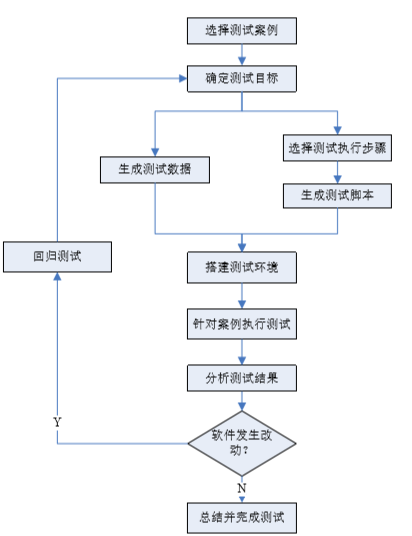 选择测试案例
确定测试目标
选择测试执行步骤
生成测试数据
生成测试脚本
回归测试
搭建测试环境
针对案例执行测试
分析测试结果
软件发生改
动？
Y
N
总结并完成测试